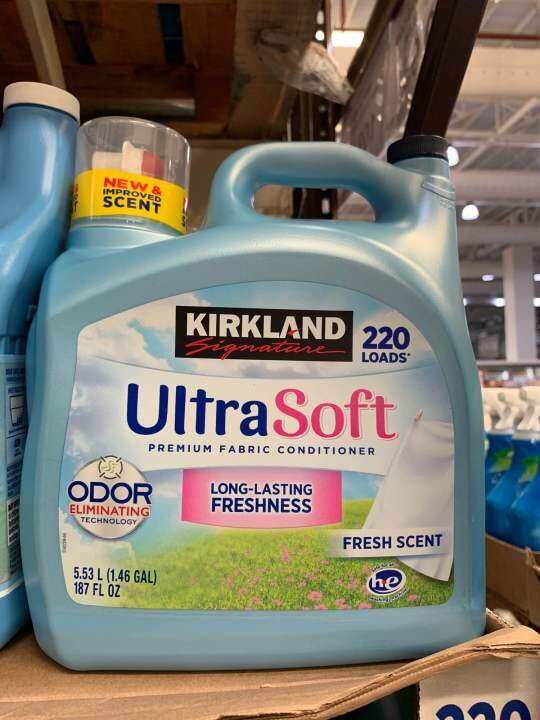 NEW &
IMPROVED
SCENT
KIRKLAND
Signature
220
LOADS*
UltraSoft
PREMIUM FABRIC CONDITIONER
ODOR
ELIMINATING
TECHNOLOGY
LONG-LASTING
FRESHNESS
FRESH SCENT
5.53 L (1.46 GAL)
187 FL OZ
he
220